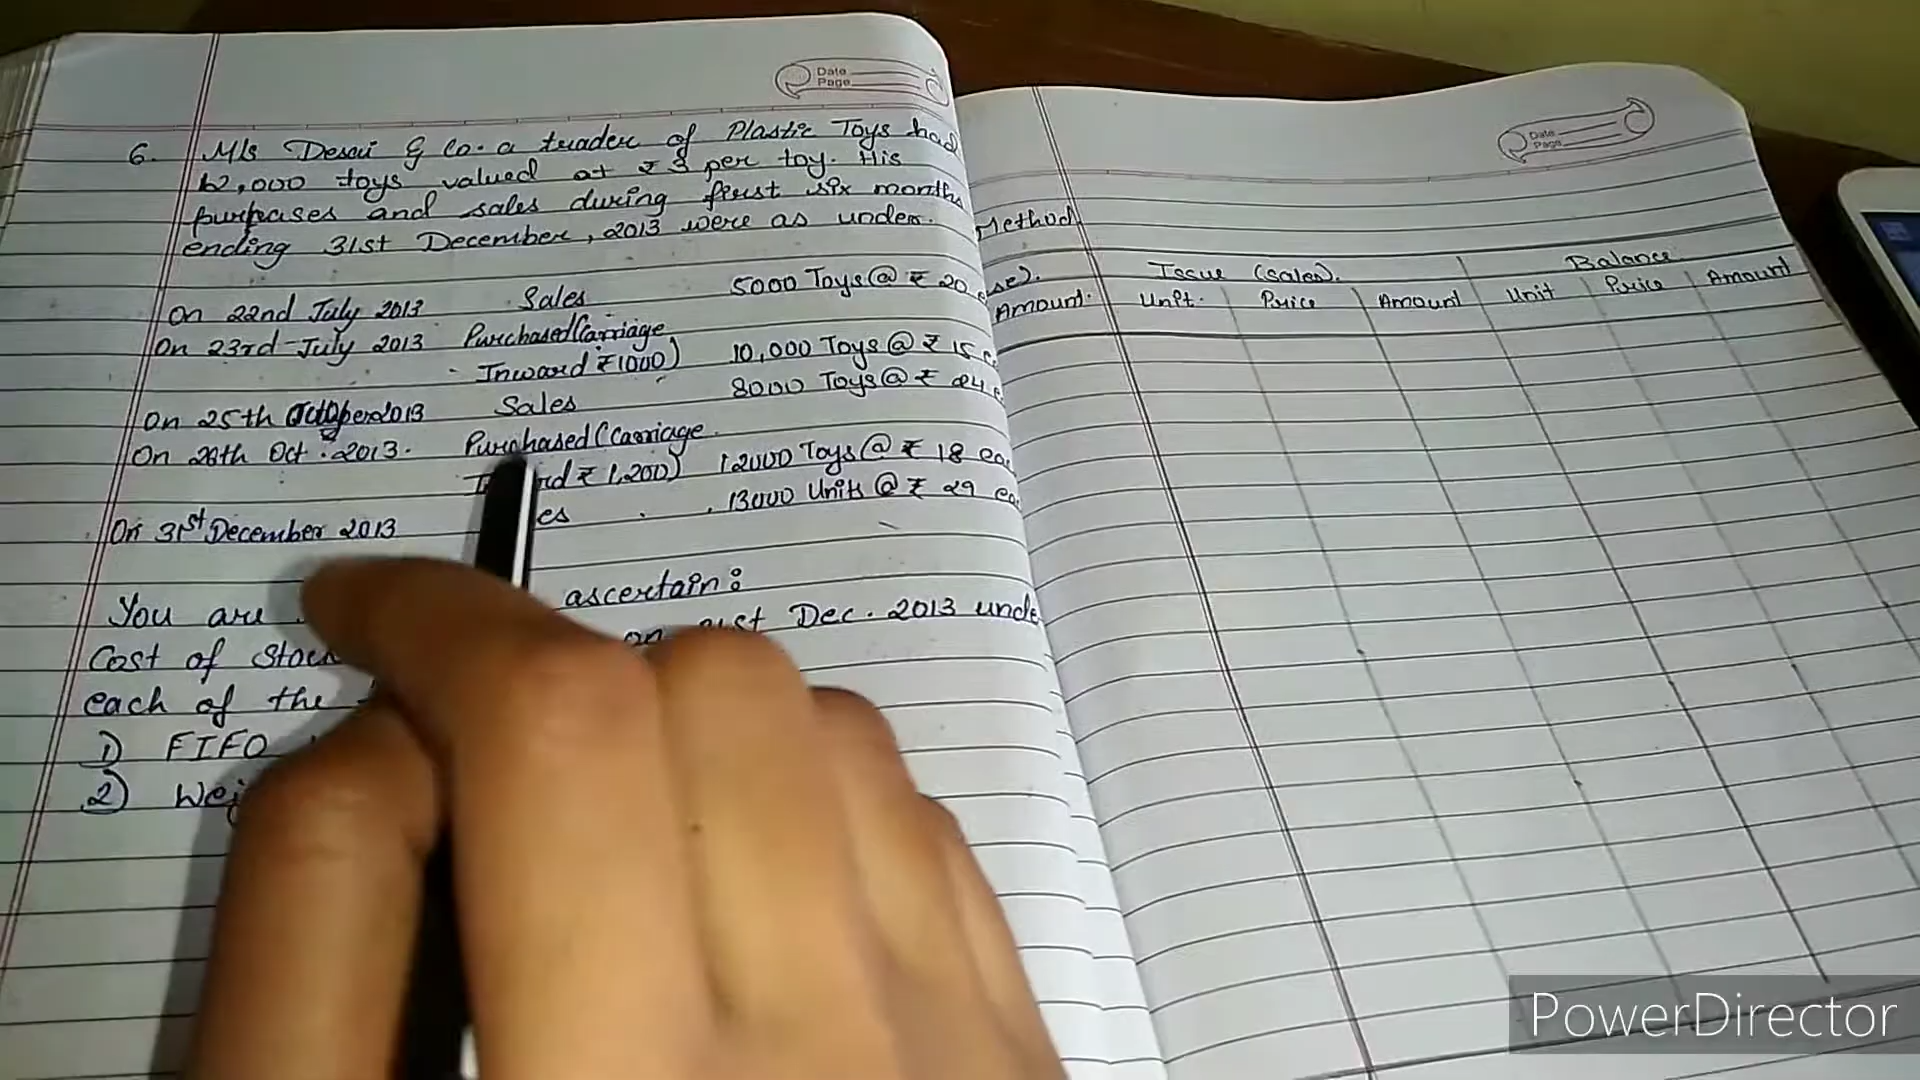 Date
Page
6. M/s Desai & Co. a trader of Plastic Toys had
12,000 toys valued at ₹ 3 per toy. His
purchases and sales during first six months
ending 31st December, 2013 were as under.
On 22nd July 2013 Sales 5000 Toys @ ₹ 20
On 23rd July 2013 Purchased (Carriage
Inward ₹ 1000) 10,000 Toys @ ₹ 15
On 25th October 2013 Sales 8000 Toys @ ₹ 24
On 28th Oct. 2013. Purchased (Carriage
₹ 1,200) 12000 Toys @ ₹ 18
On 31st December 2013 13000 Units @ ₹ 29
You are ascertain:
Cost of on Dec. 2013
each of the
1) FIFO
2)
Date
Page
Method
Issue (Sales). Balance
Amount. Unit. Price Amount Unit Price Amount
PowerDirector